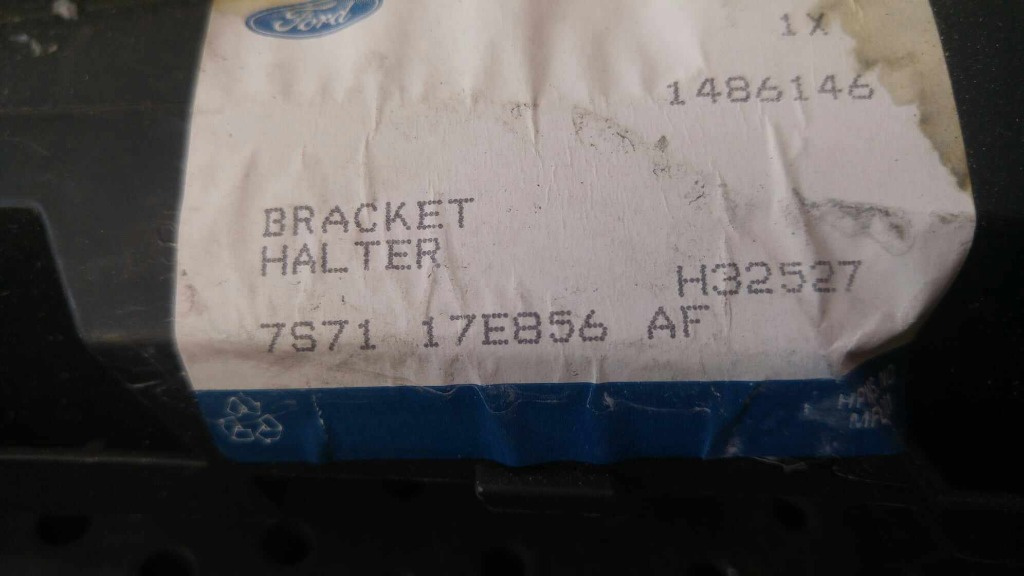 Ford
1X
1486146
BRACKET
HALTER
H32527
7S71 17E856 AF